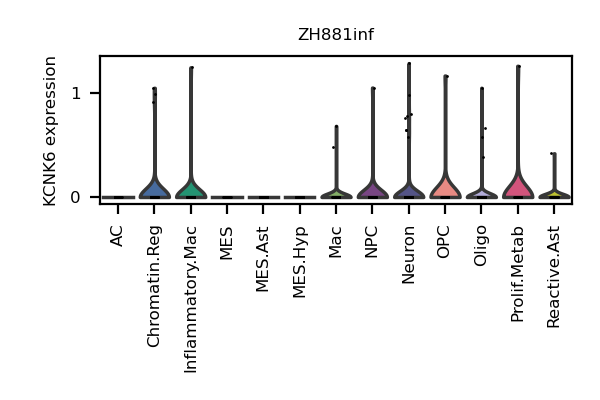 ZH881inf
KCNK6 expression
1
0
AC
Chromatin.Reg
Inflammatory.Mac
MES
MES.Ast
MES.Hyp
Mac
NPC
Neuron
OPC
Oligo
Prolif.Metab
Reactive.Ast